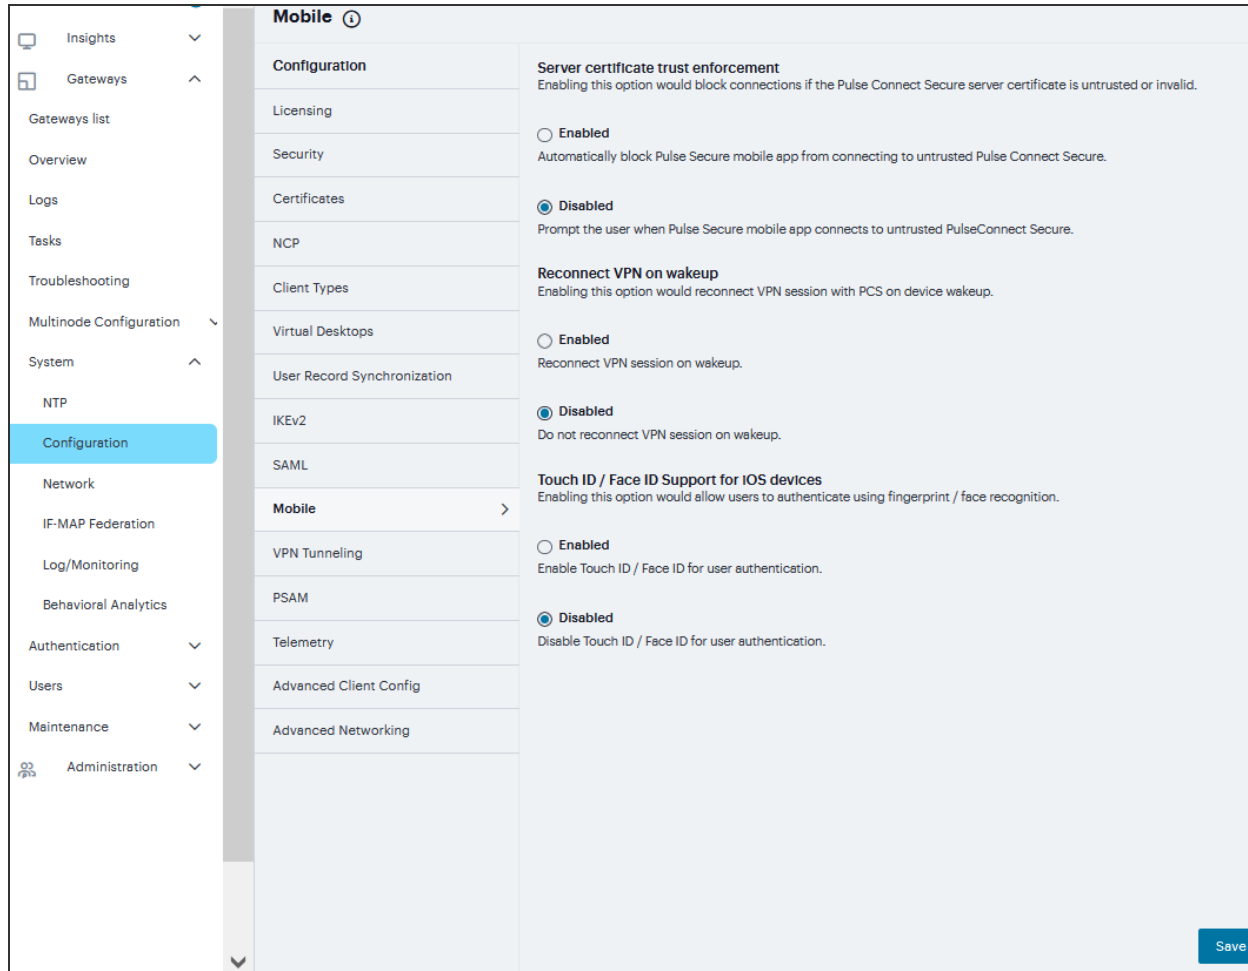 Insights
Gateways
Gateways list
Overview
Logs
Tasks
Troubleshooting
Multinode Configuration
System
NTP
Configuration
Network
IF-MAP Federation
Log/Monitoring
Behavioral Analytics
Authentication
Users
Maintenance
Administration
Mobile
Configuration
Licensing
Security
Certificates
NCP
Client Types
Virtual Desktops
User Record Synchronization
IKEv2
SAML
Mobile
VPN Tunneling
PSAM
Telemetry
Advanced Client Config
Advanced Networking
Server certificate trust enforcement
Enabling this option would block connections if the Pulse Connect Secure server certificate is untrusted or invalid.
Enabled
Automatically block Pulse Secure mobile app from connecting to untrusted Pulse Connect Secure.
Disabled
Prompt the user when Pulse Secure mobile app connects to untrusted PulseConnect Secure.
Reconnect VPN on wakeup
Enabling this option would reconnect VPN session with PCS on device wakeup.
Enabled
Reconnect VPN session on wakeup.
Disabled
Do not reconnect VPN session on wakeup.
Touch ID / Face ID Support for iOS devices
Enabling this option would allow users to authenticate using fingerprint / face recognition.
Enabled
Enable Touch ID / Face ID for user authentication.
Disabled
Disable Touch ID / Face ID for user authentication.
Save